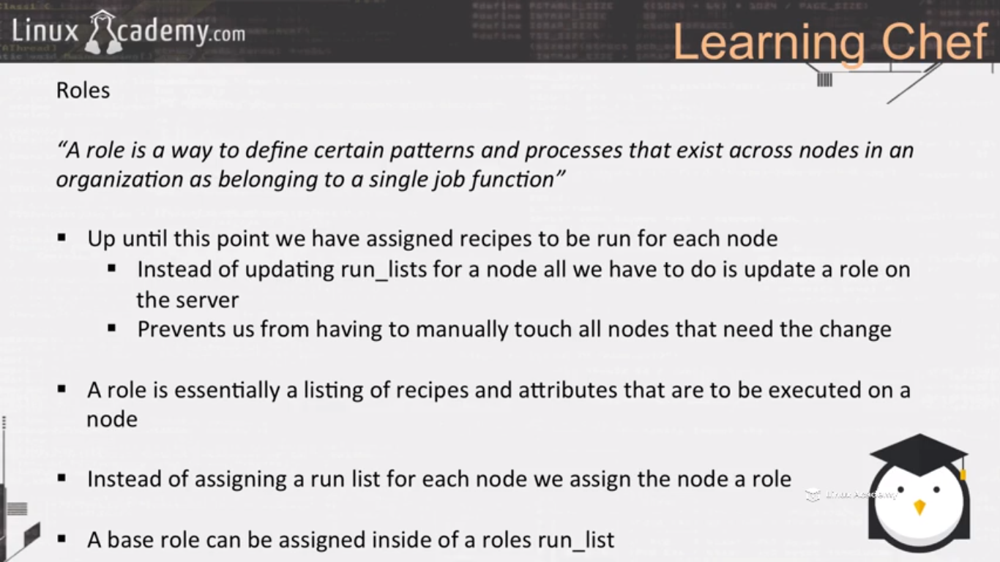 Linux Academy.com
Learning Chef
Roles
“A role is a way to define certain patterns and processes that exist across nodes in an
organization as belonging to a single job function”
▪ Up until this point we have assigned recipes to be run for each node
▪ Instead of updating run_lists for a node all we have to do is update a role on
the server
▪ Prevents us from having to manually touch all nodes that need the change
▪ A role is essentially a listing of recipes and attributes that are to be executed on a
node
▪ Instead of assigning a run list for each node we assign the node a role
Linux Academy
▪ A base role can be assigned inside of a roles run_list